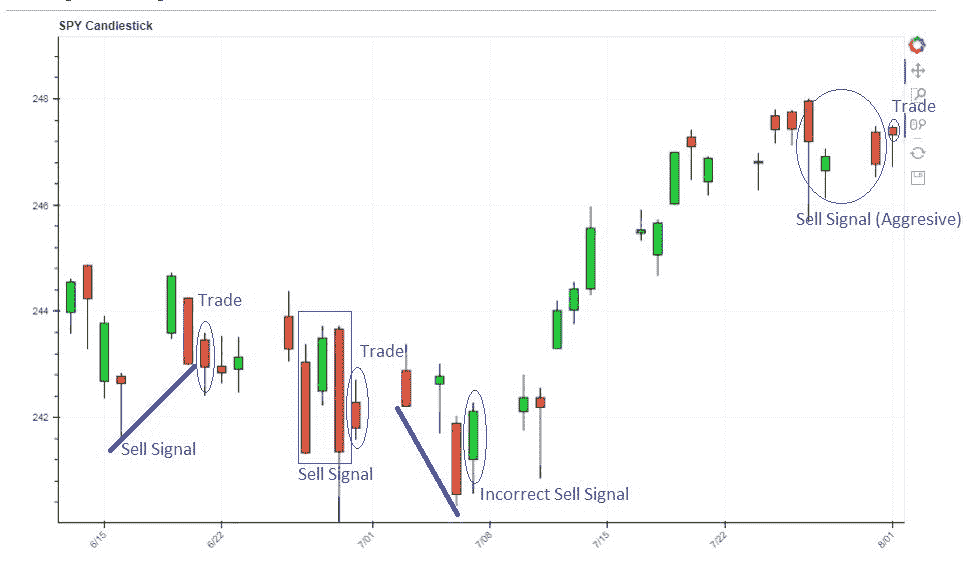 SPY Candlestick
248
246
244
242
Trade
Sell Signal
Sell Signal
Trade
Incorrect Sell Signal
Trade
Sell Signal (Aggresive)
6/15
6/22
7/01
7/08
7/15
7/22
8/01